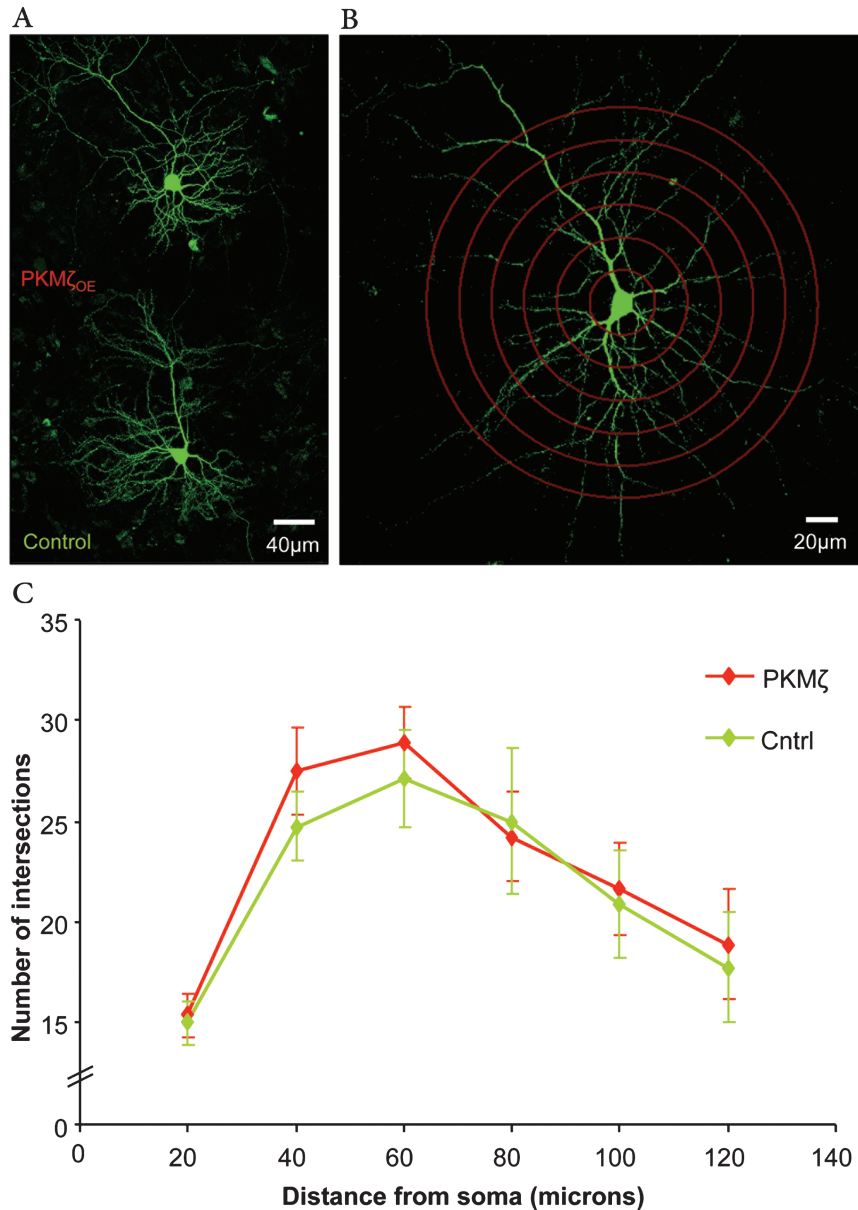 A
B
PKMζOE
Control
40μm
20μm
C
35
30
25
20
15
0
Number of intersections
PKMζ
Cntrl
0 20 40 60 80 100 120 140
Distance from soma (microns)